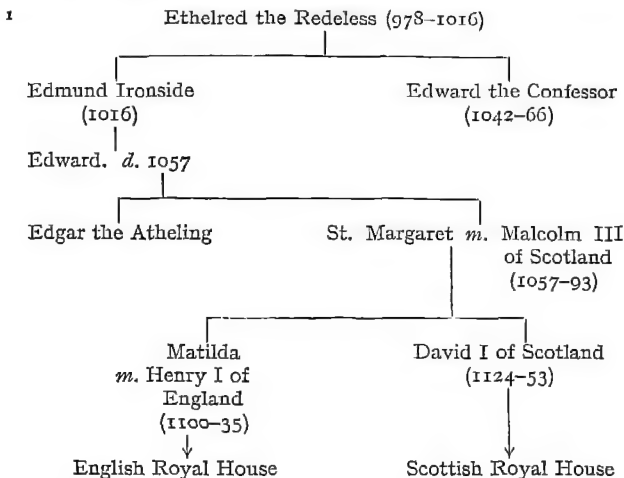 1 Ethelred the Redeless (978–1016)
Edmund Ironside Edward the Confessor
(1016) (1042–66)
Edward. d. 1057
Edgar the Atheling St. Margaret m. Malcolm III
of Scotland
(1057–93)
Matilda David I of Scotland
m. Henry I of (1124–53)
England
(1100–35)
English Royal House Scottish Royal House